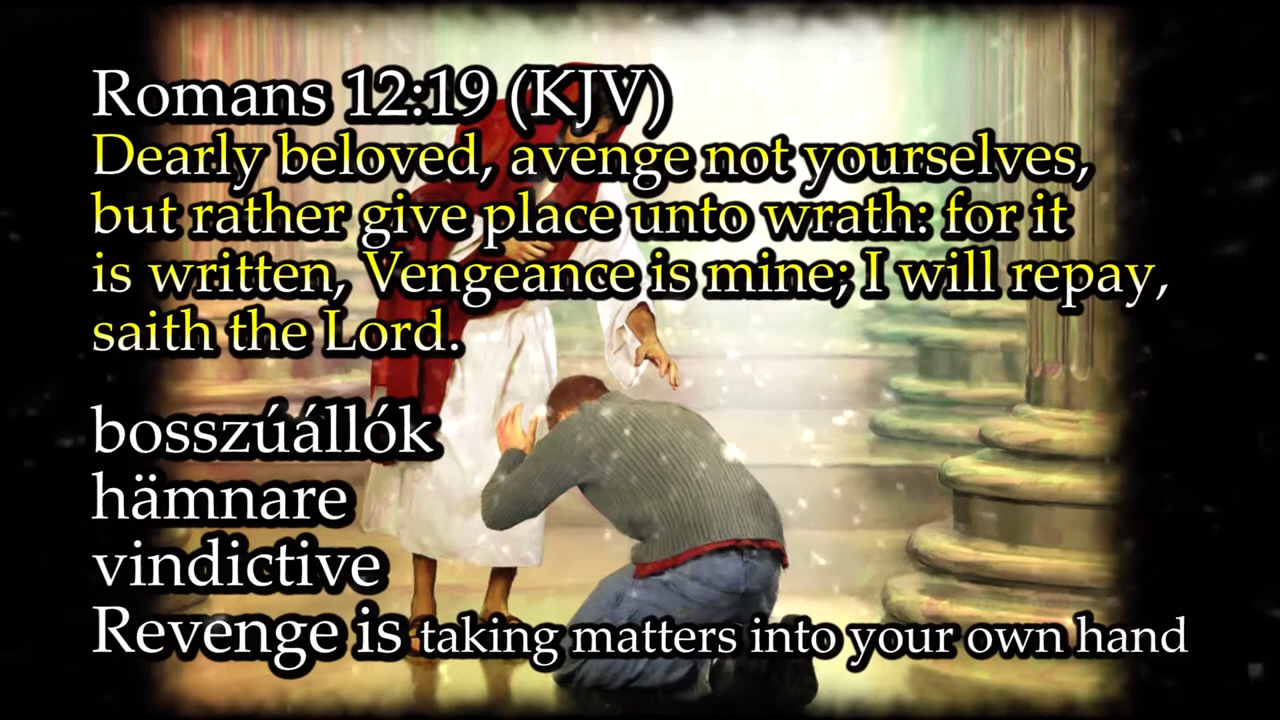 Romans 12:19 (KJV)
Dearly beloved, avenge not yourselves,
but rather give place unto wrath: for it
is written, Vengeance is mine; I will repay,
saith the Lord.
bosszúállók
hämnare
vindictive
Revenge is taking matters into your own hand